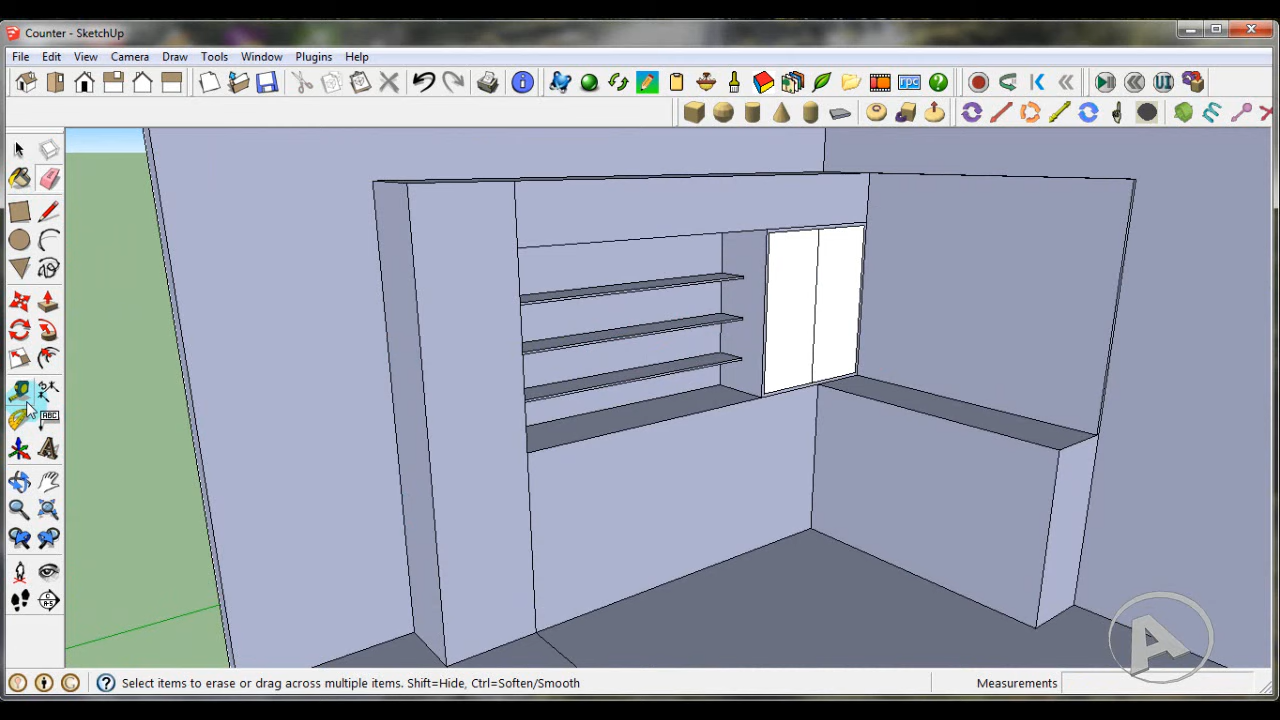 Counter - SketchUp
File Edit View Camera Draw Tools Window Plugins Help
ABC
Select items to erase or drag across multiple items. Shift=Hide, Ctrl=Soften/Smooth
Measurements
A